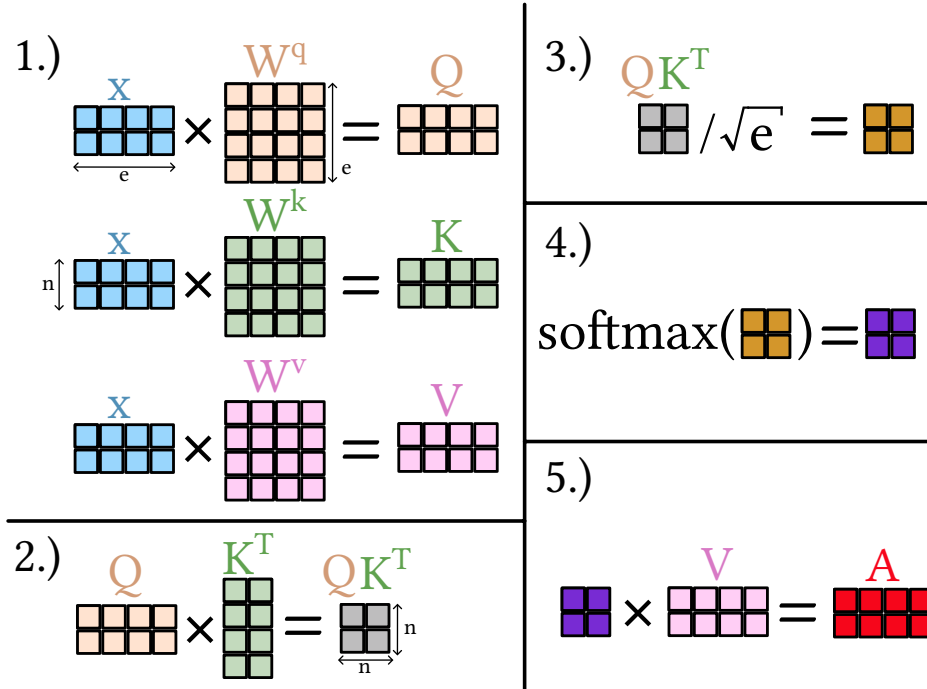 1.)
x × W^q = Q
e
e
x × W^k = K
n
x × W^v = V
2.)
Q × K^T = QK^T
n
n
3.)
QK^T
/√e =
4.)
softmax( ) =
5.)
× V = A